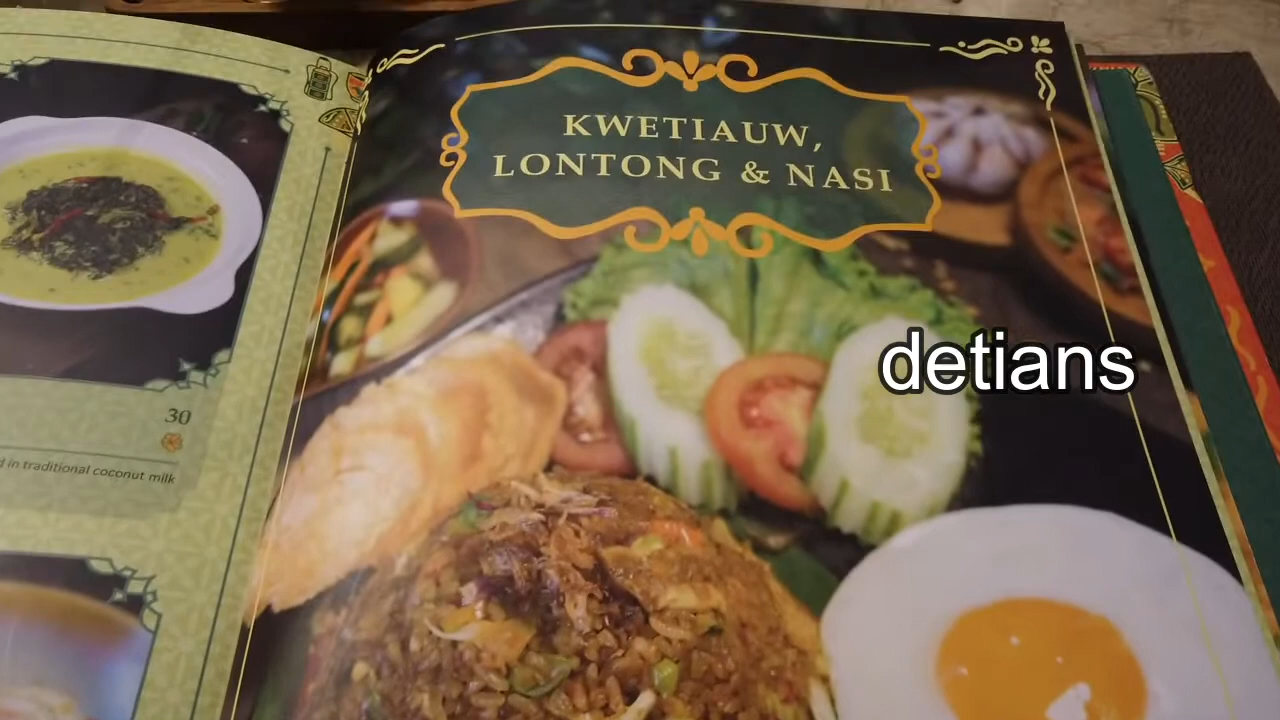 KWETIAUW,
LONTONG & NASI
detians
30
d in traditional coconut milk